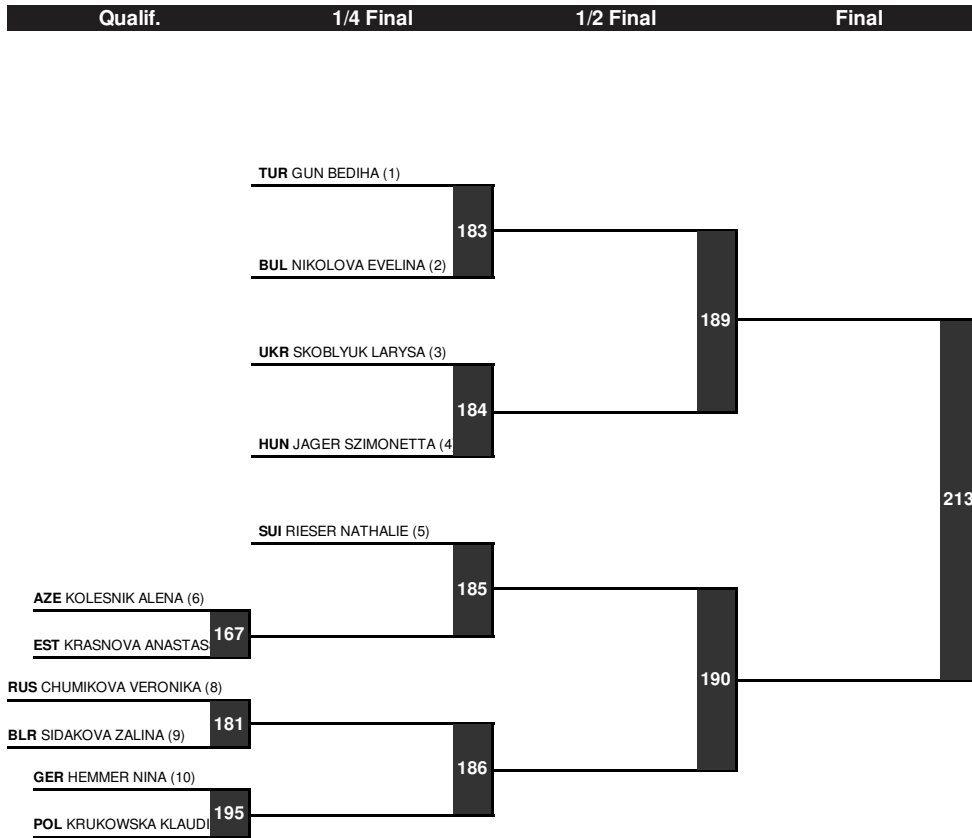 Qualif. 1/4 Final 1/2 Final Final
TUR GUN BEDIHA (1)
183
BUL NIKOLOVA EVELINA (2)
189
UKR SKOBLYUK LARYSA (3)
184
HUN JAGER SZIMONETTA (4
213
SUI RIESER NATHALIE (5)
185
AZE KOLESNIK ALENA (6)
167
EST KRASNOVA ANASTAS
190
RUS CHUMIKOVA VERONIKA (8)
181
BLR SIDAKOVA ZALINA (9)
186
GER HEMMER NINA (10)
195
POL KRUKOWSKA KLAUDI